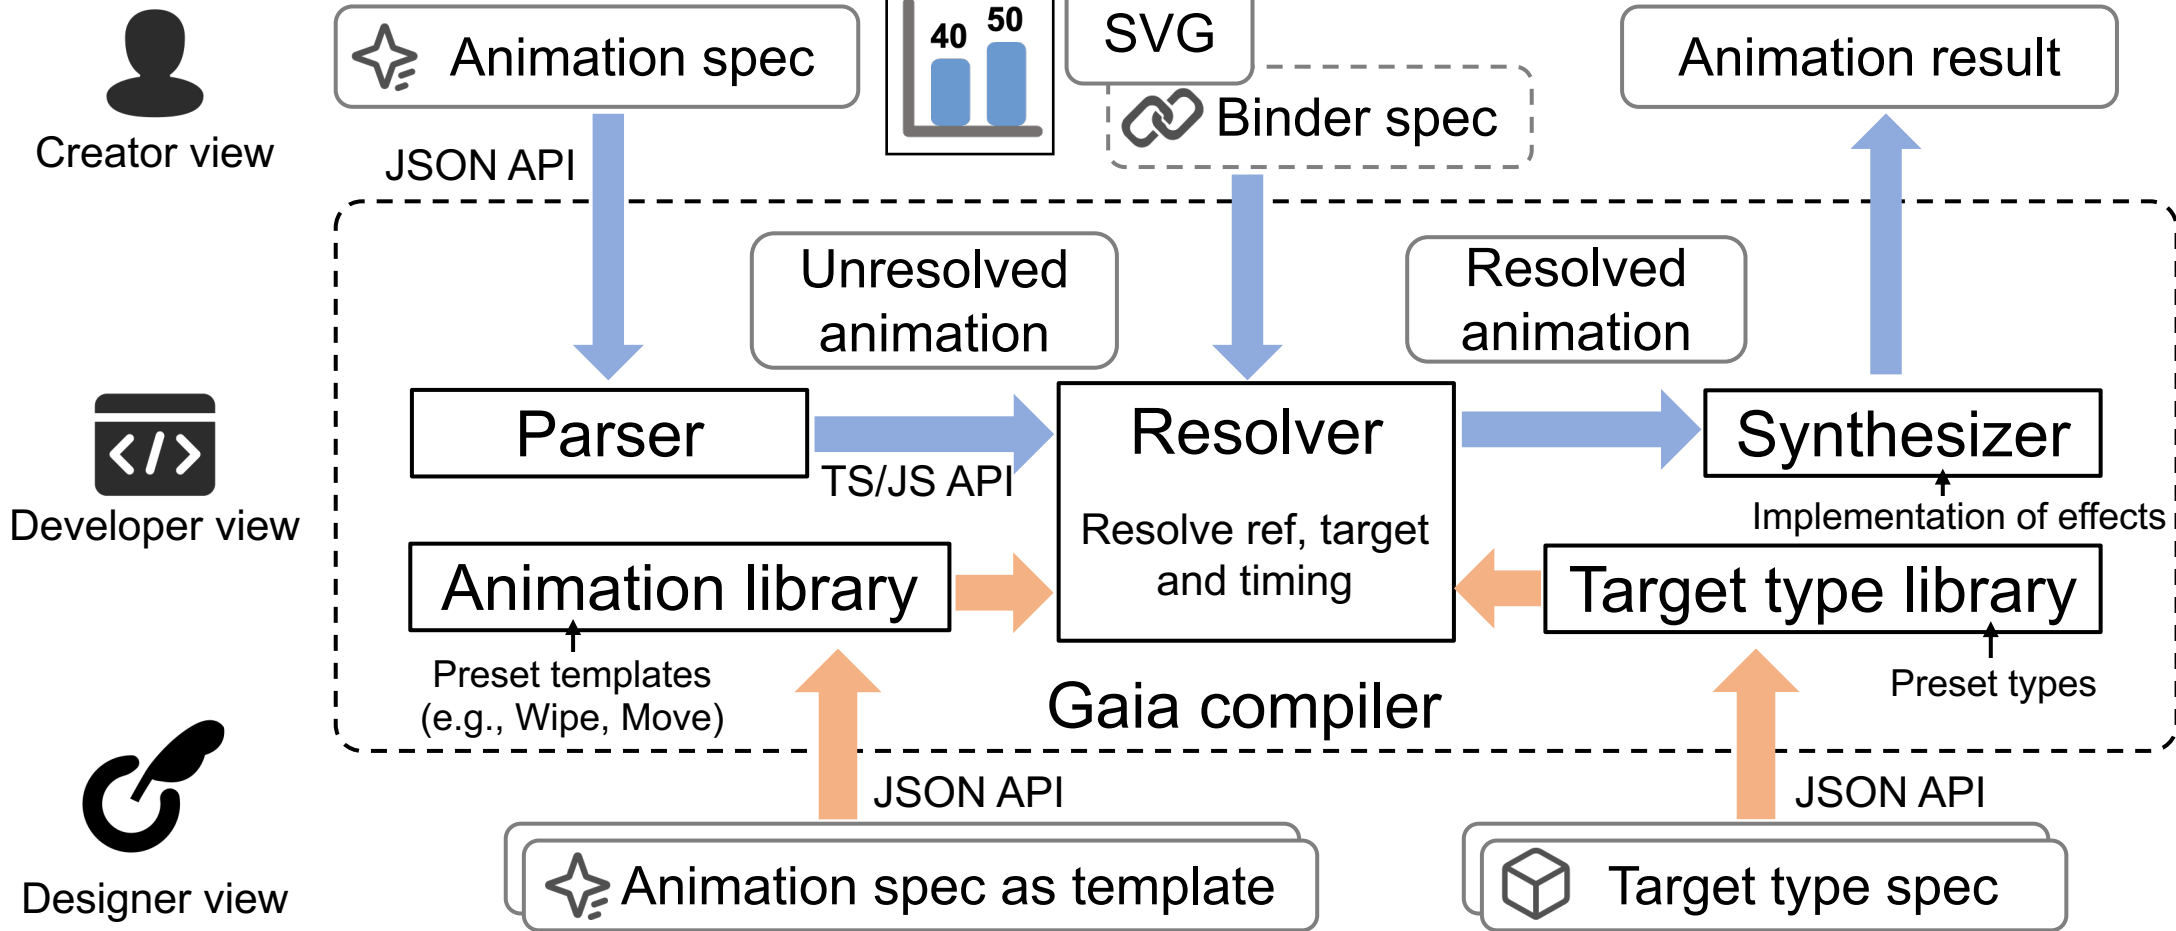 Animation spec
40
50
SVG
Binder spec
Animation result
Creator view
JSON API
Unresolved
animation
Resolved
animation
Parser
TS/JS API
Resolver
Resolve ref, target
and timing
Synthesizer
Implementation of effects
Developer view
Animation library
Target type library
Preset templates
(e.g., Wipe, Move)
Preset types
Gaia compiler
JSON API
JSON API
Designer view
Animation spec as template
Target type spec